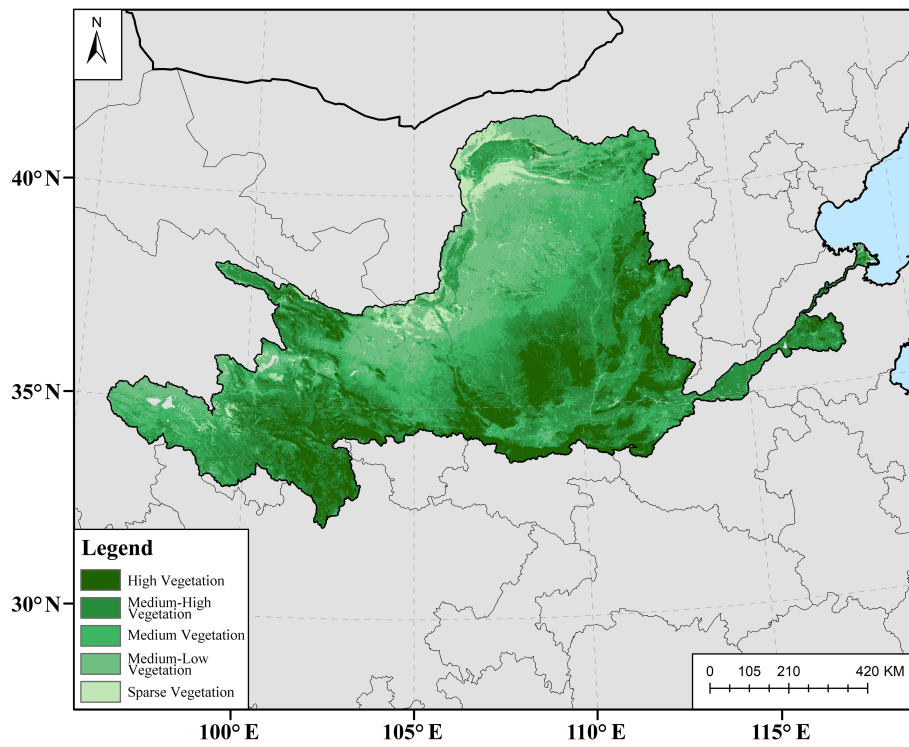 N
40°N
35°N
30°N
Legend
High Vegetation
Medium-High
Vegetation
Medium Vegetation
Medium-Low
Vegetation
Sparse Vegetation
0 105 210 420 KM
100°E 105°E 110°E 115°E